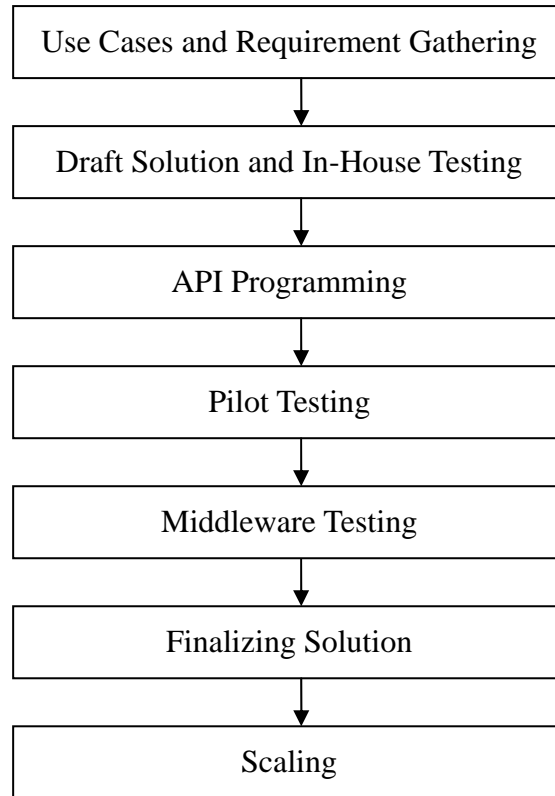 Use Cases and Requirement Gathering
Draft Solution and In-House Testing
API Programming
Pilot Testing
Middleware Testing
Finalizing Solution
Scaling